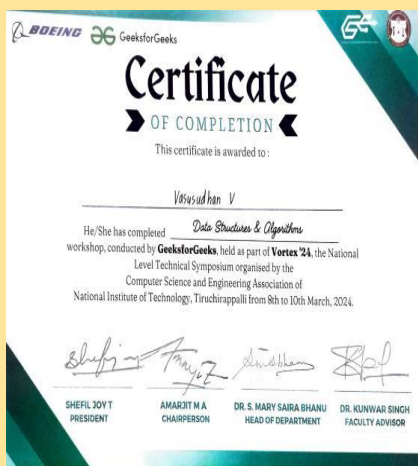 BOEING GeeksforGeeks
Certificate
OF COMPLETION
This certificate is awarded to :
Vasusudhan V
He/She has completed Data Structures & Algorithms
workshop, conducted by GeeksforGeeks, held as part of Vortex '24, the National
Level Technical Symposium organised by the
Computer Science and Engineering Association of
National Institute of Technology, Tiruchirappalli from 8th to 10th March, 2024.
SHEFIL JOY T AMARJIT M A DR. S. MARY SAIRA BHANU DR. KUNWAR SINGH
PRESIDENT CHAIRPERSON HEAD OF DEPARTMENT FACULTY ADVISOR